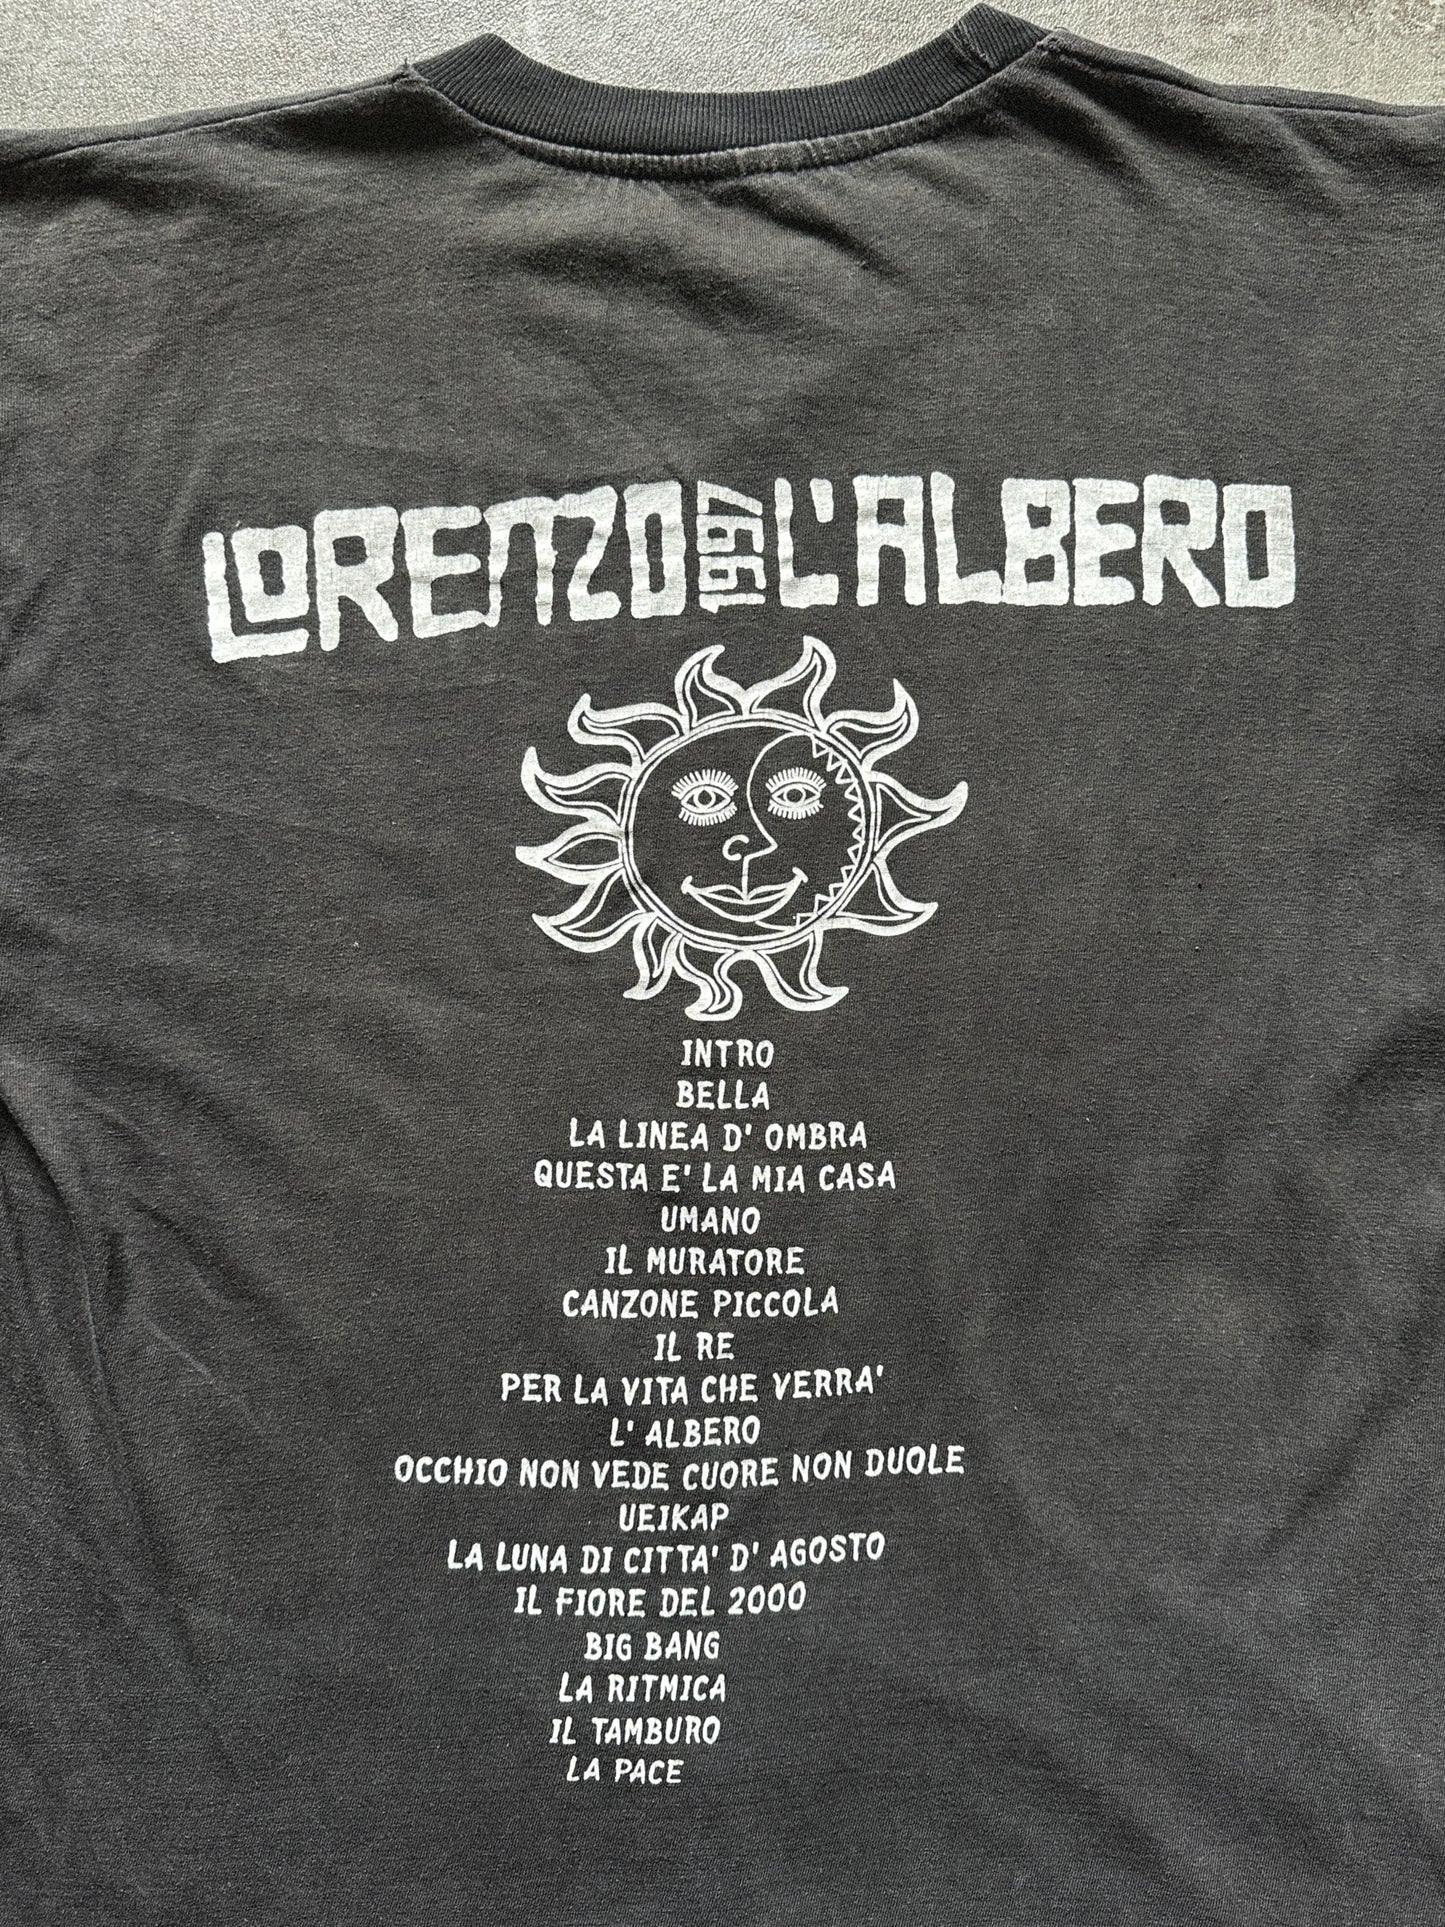 LORENZO 1997 L'ALBERO
INTRO
BELLA
LA LINEA D' OMBRA
QUESTA E' LA MIA CASA
UMANO
IL MURATORE
CANZONE PICCOLA
IL RE
PER LA VITA CHE VERRA'
L' ALBERO
OCCHIO NON VEDE CUORE NON DUOLE
UEIKAP
LA LUNA DI CITTA' D' AGOSTO
IL FIORE DEL 2000
BIG BANG
LA RITMICA
IL TAMBURO
LA PACE